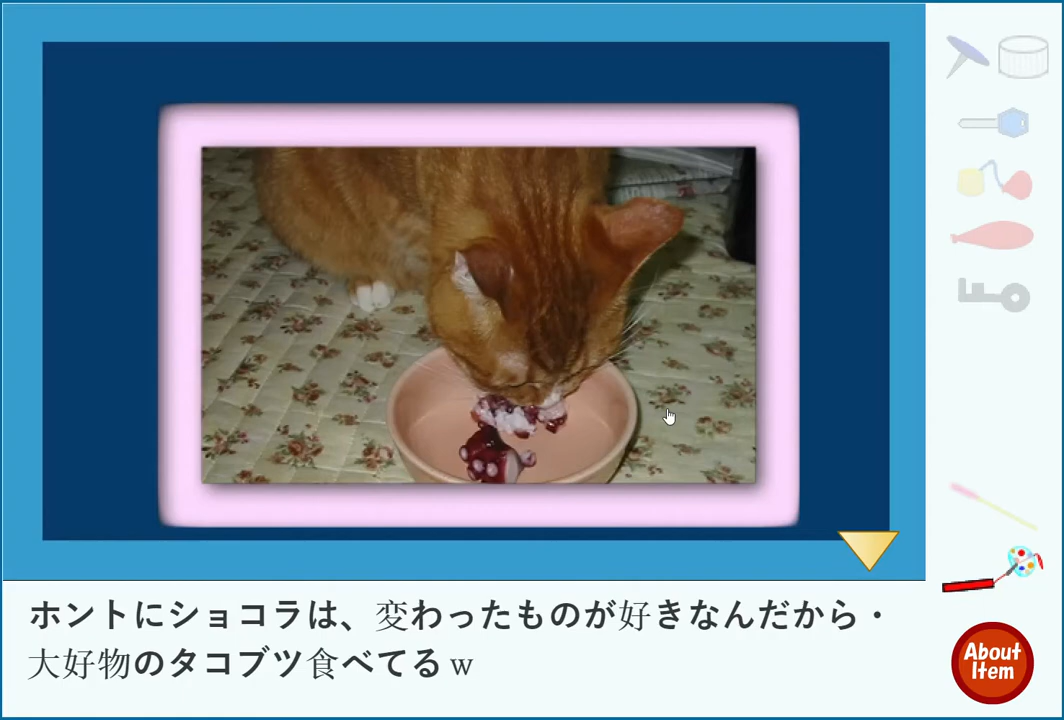 ホントにショコラは、変わったものが好きなんだから・
大好物のタコブツ食べてるｗ
About
Item